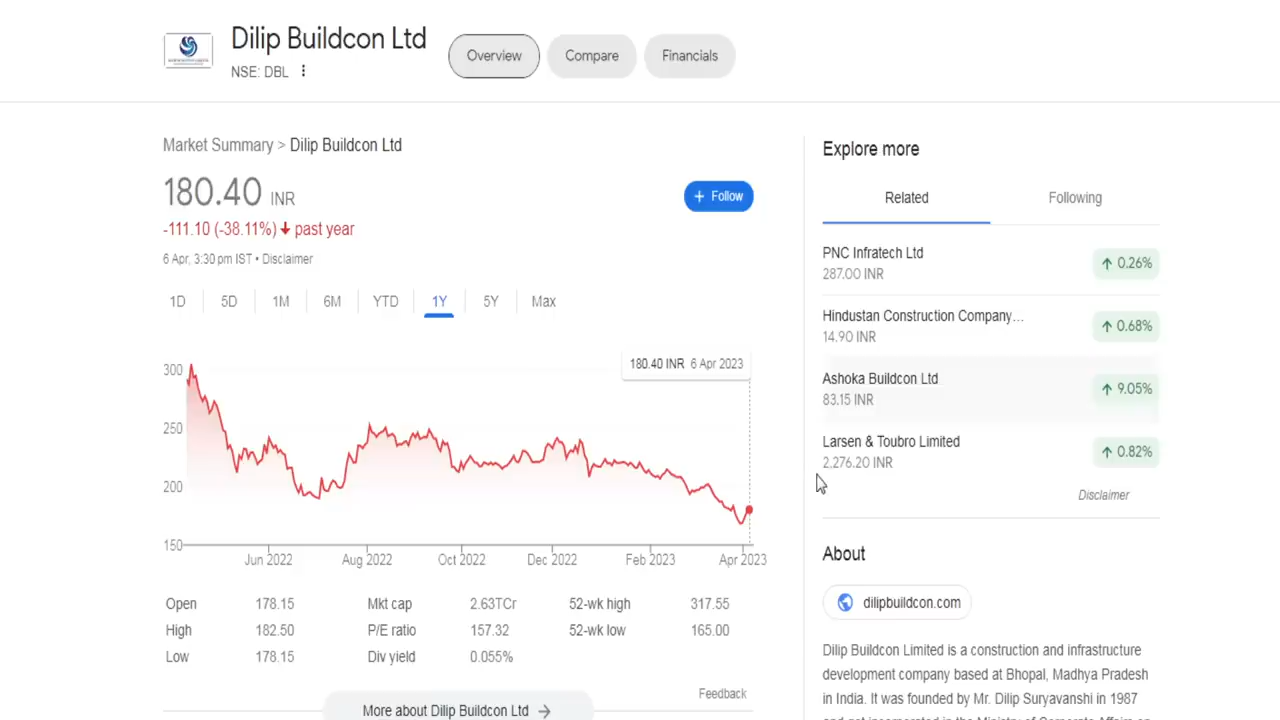 Dilip Buildcon Ltd
NSE: DBL
Overview
Compare
Financials
Market Summary > Dilip Buildcon Ltd
180.40 INR
+ Follow
-111.10 (-38.11%) ↓ past year
6 Apr, 3:30 pm IST • Disclaimer
1D
5D
1M
6M
YTD
1Y
5Y
Max
180.40 INR 6 Apr 2023
300
250
200
150
Jun 2022
Aug 2022
Oct 2022
Dec 2022
Feb 2023
Apr 2023
Open 178.15 Mkt cap 2.63TCr 52-wk high 317.55
High 182.50 P/E ratio 157.32 52-wk low 165.00
Low 178.15 Div yield 0.055%
Feedback
More about Dilip Buildcon Ltd →
Explore more
Related
Following
PNC Infratech Ltd
287.00 INR
↑ 0.26%
Hindustan Construction Company…
14.90 INR
↑ 0.68%
Ashoka Buildcon Ltd
83.15 INR
↑ 9.05%
Larsen & Toubro Limited
2,276.20 INR
↑ 0.82%
Disclaimer
About
dilipbuildcon.com
Dilip Buildcon Limited is a construction and infrastructure
development company based at Bhopal, Madhya Pradesh
in India. It was founded by Mr. Dilip Suryavanshi in 1987